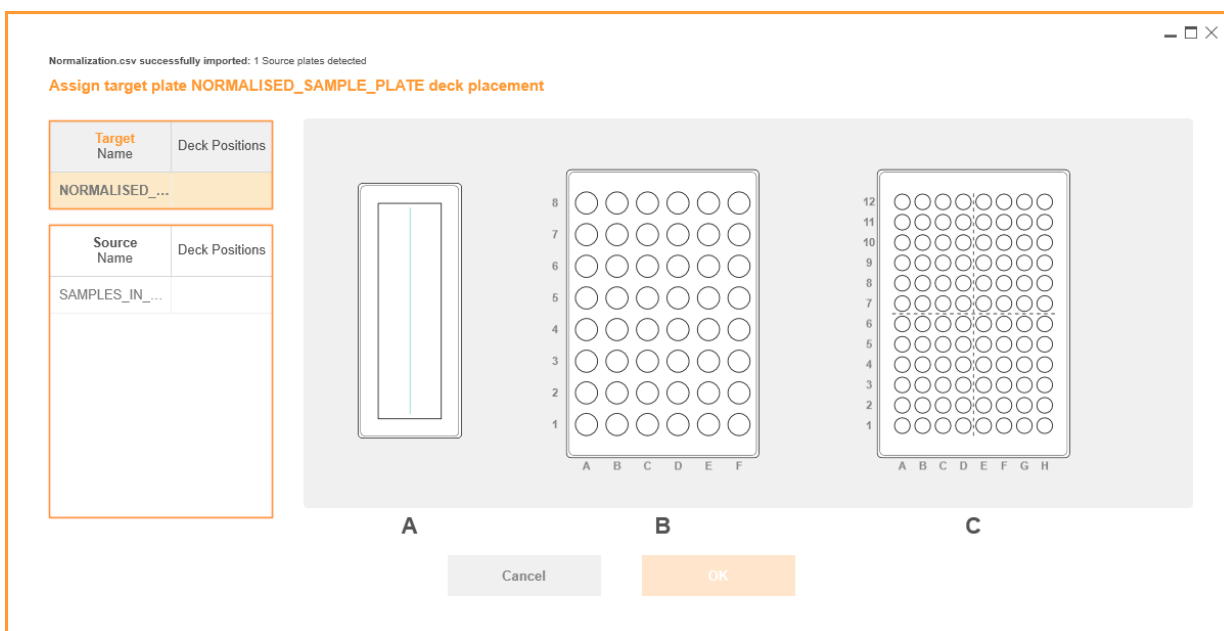 Normalization.csv successfully imported: 1 Source plates detected
Assign target plate NORMALISED_SAMPLE_PLATE deck placement
Target
Name
Deck Positions
NORMALISED_...
Source
Name
Deck Positions
SAMPLES_IN_...
8
7
6
5
4
3
2
1
A B C D E F
12
11
10
9
8
7
6
5
4
3
2
1
A B C D E F G H
A
B
C
Cancel
OK